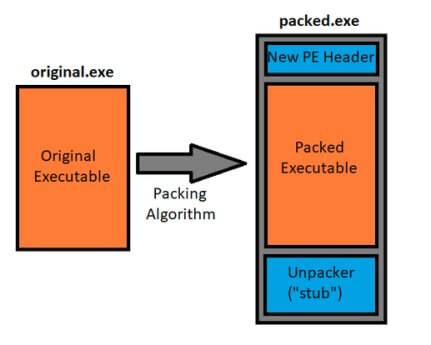 packed.exe
original.exe
New PE Header
Original
Executable
Packing
Algorithm
Packed
Executable
Unpacker
("stub")